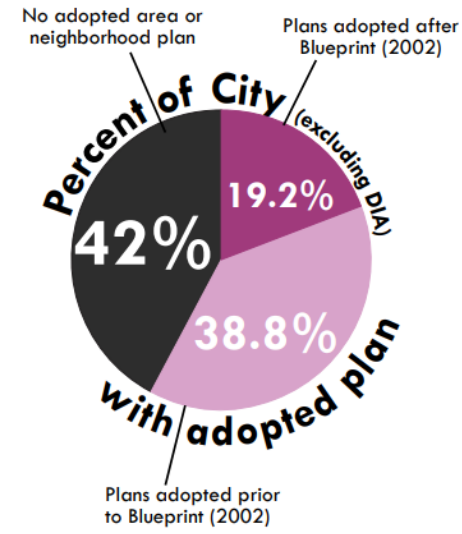 No adopted area or
neighborhood plan
Plans adopted after
Blueprint (2002)
Percent of City (excluding DIA)
19.2%
42%
38.8%
with adopted plan
Plans adopted prior
to Blueprint (2002)